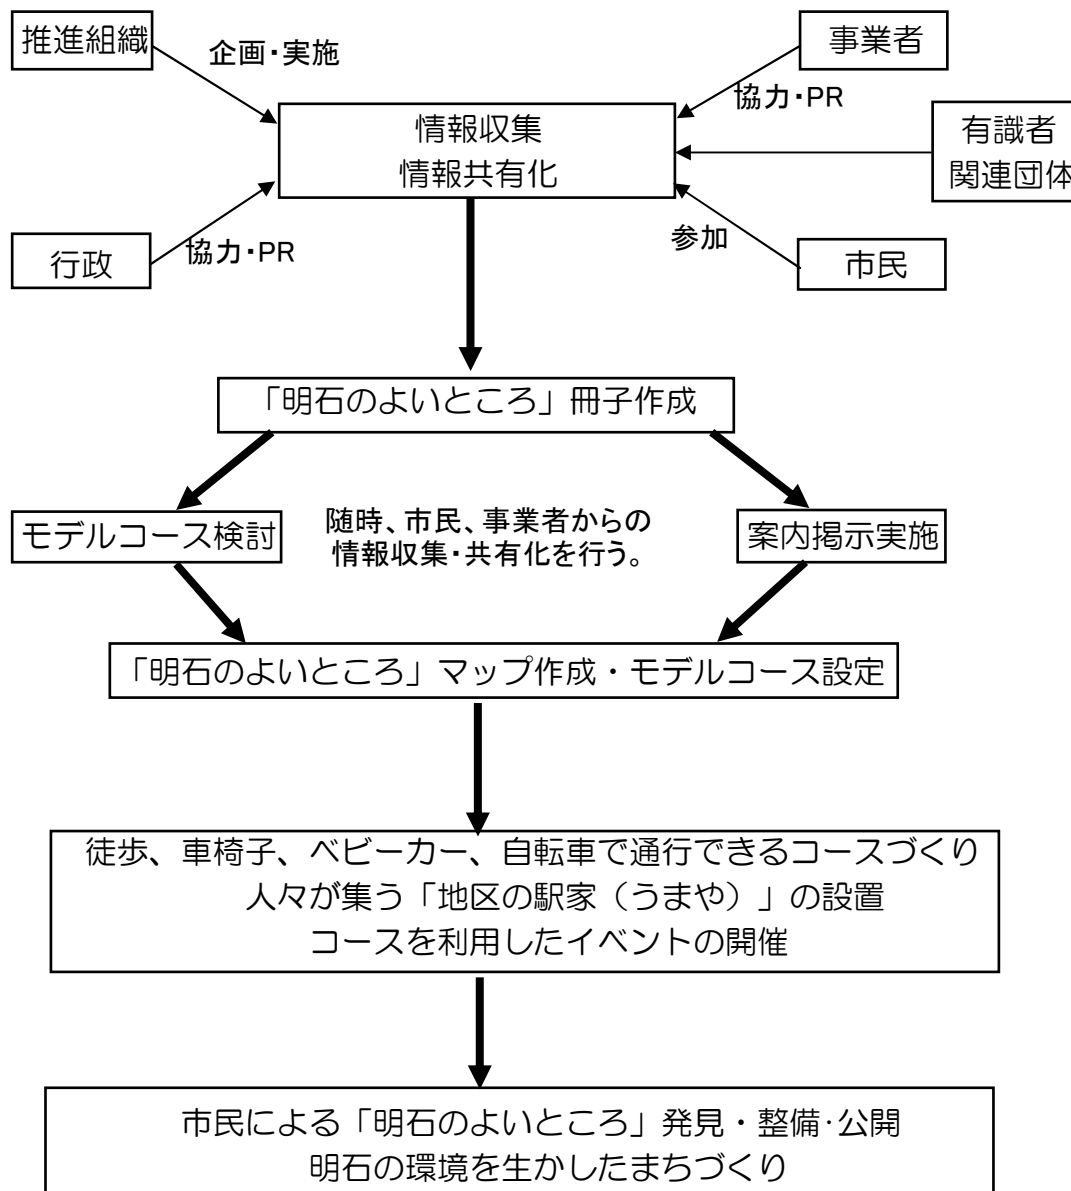 推進組織
企画・実施
事業者
協力・PR
情報収集
情報共有化
有識者
関連団体
行政
協力・PR
参加
市民
「明石のよいところ」冊子作成
モデルコース検討
随時、市民、事業者からの
情報収集・共有化を行う。
案内掲示実施
「明石のよいところ」マップ作成・モデルコース設定
徒歩、車椅子、ベビーカー、自転車で通行できるコースづくり
人々が集う「地区の駅家（うまや）」の設置
コースを利用したイベントの開催
市民による「明石のよいところ」発見・整備･公開
明石の環境を生かしたまちづくり